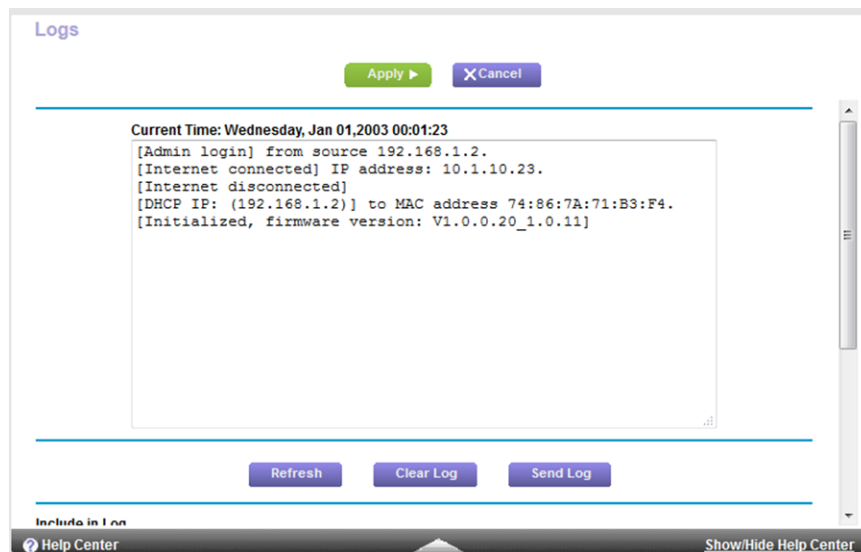 Logs
Apply
Cancel
Current Time: Wednesday, Jan 01,2003 00:01:23
[Admin login] from source 192.168.1.2.
[Internet connected] IP address: 10.1.10.23.
[Internet disconnected]
[DHCP IP: (192.168.1.2)] to MAC address 74:86:7A:71:B3:F4.
[Initialized, firmware version: V1.0.0.20_1.0.11]
Refresh
Clear Log
Send Log
Include in Log
Help Center
Show/Hide Help Center